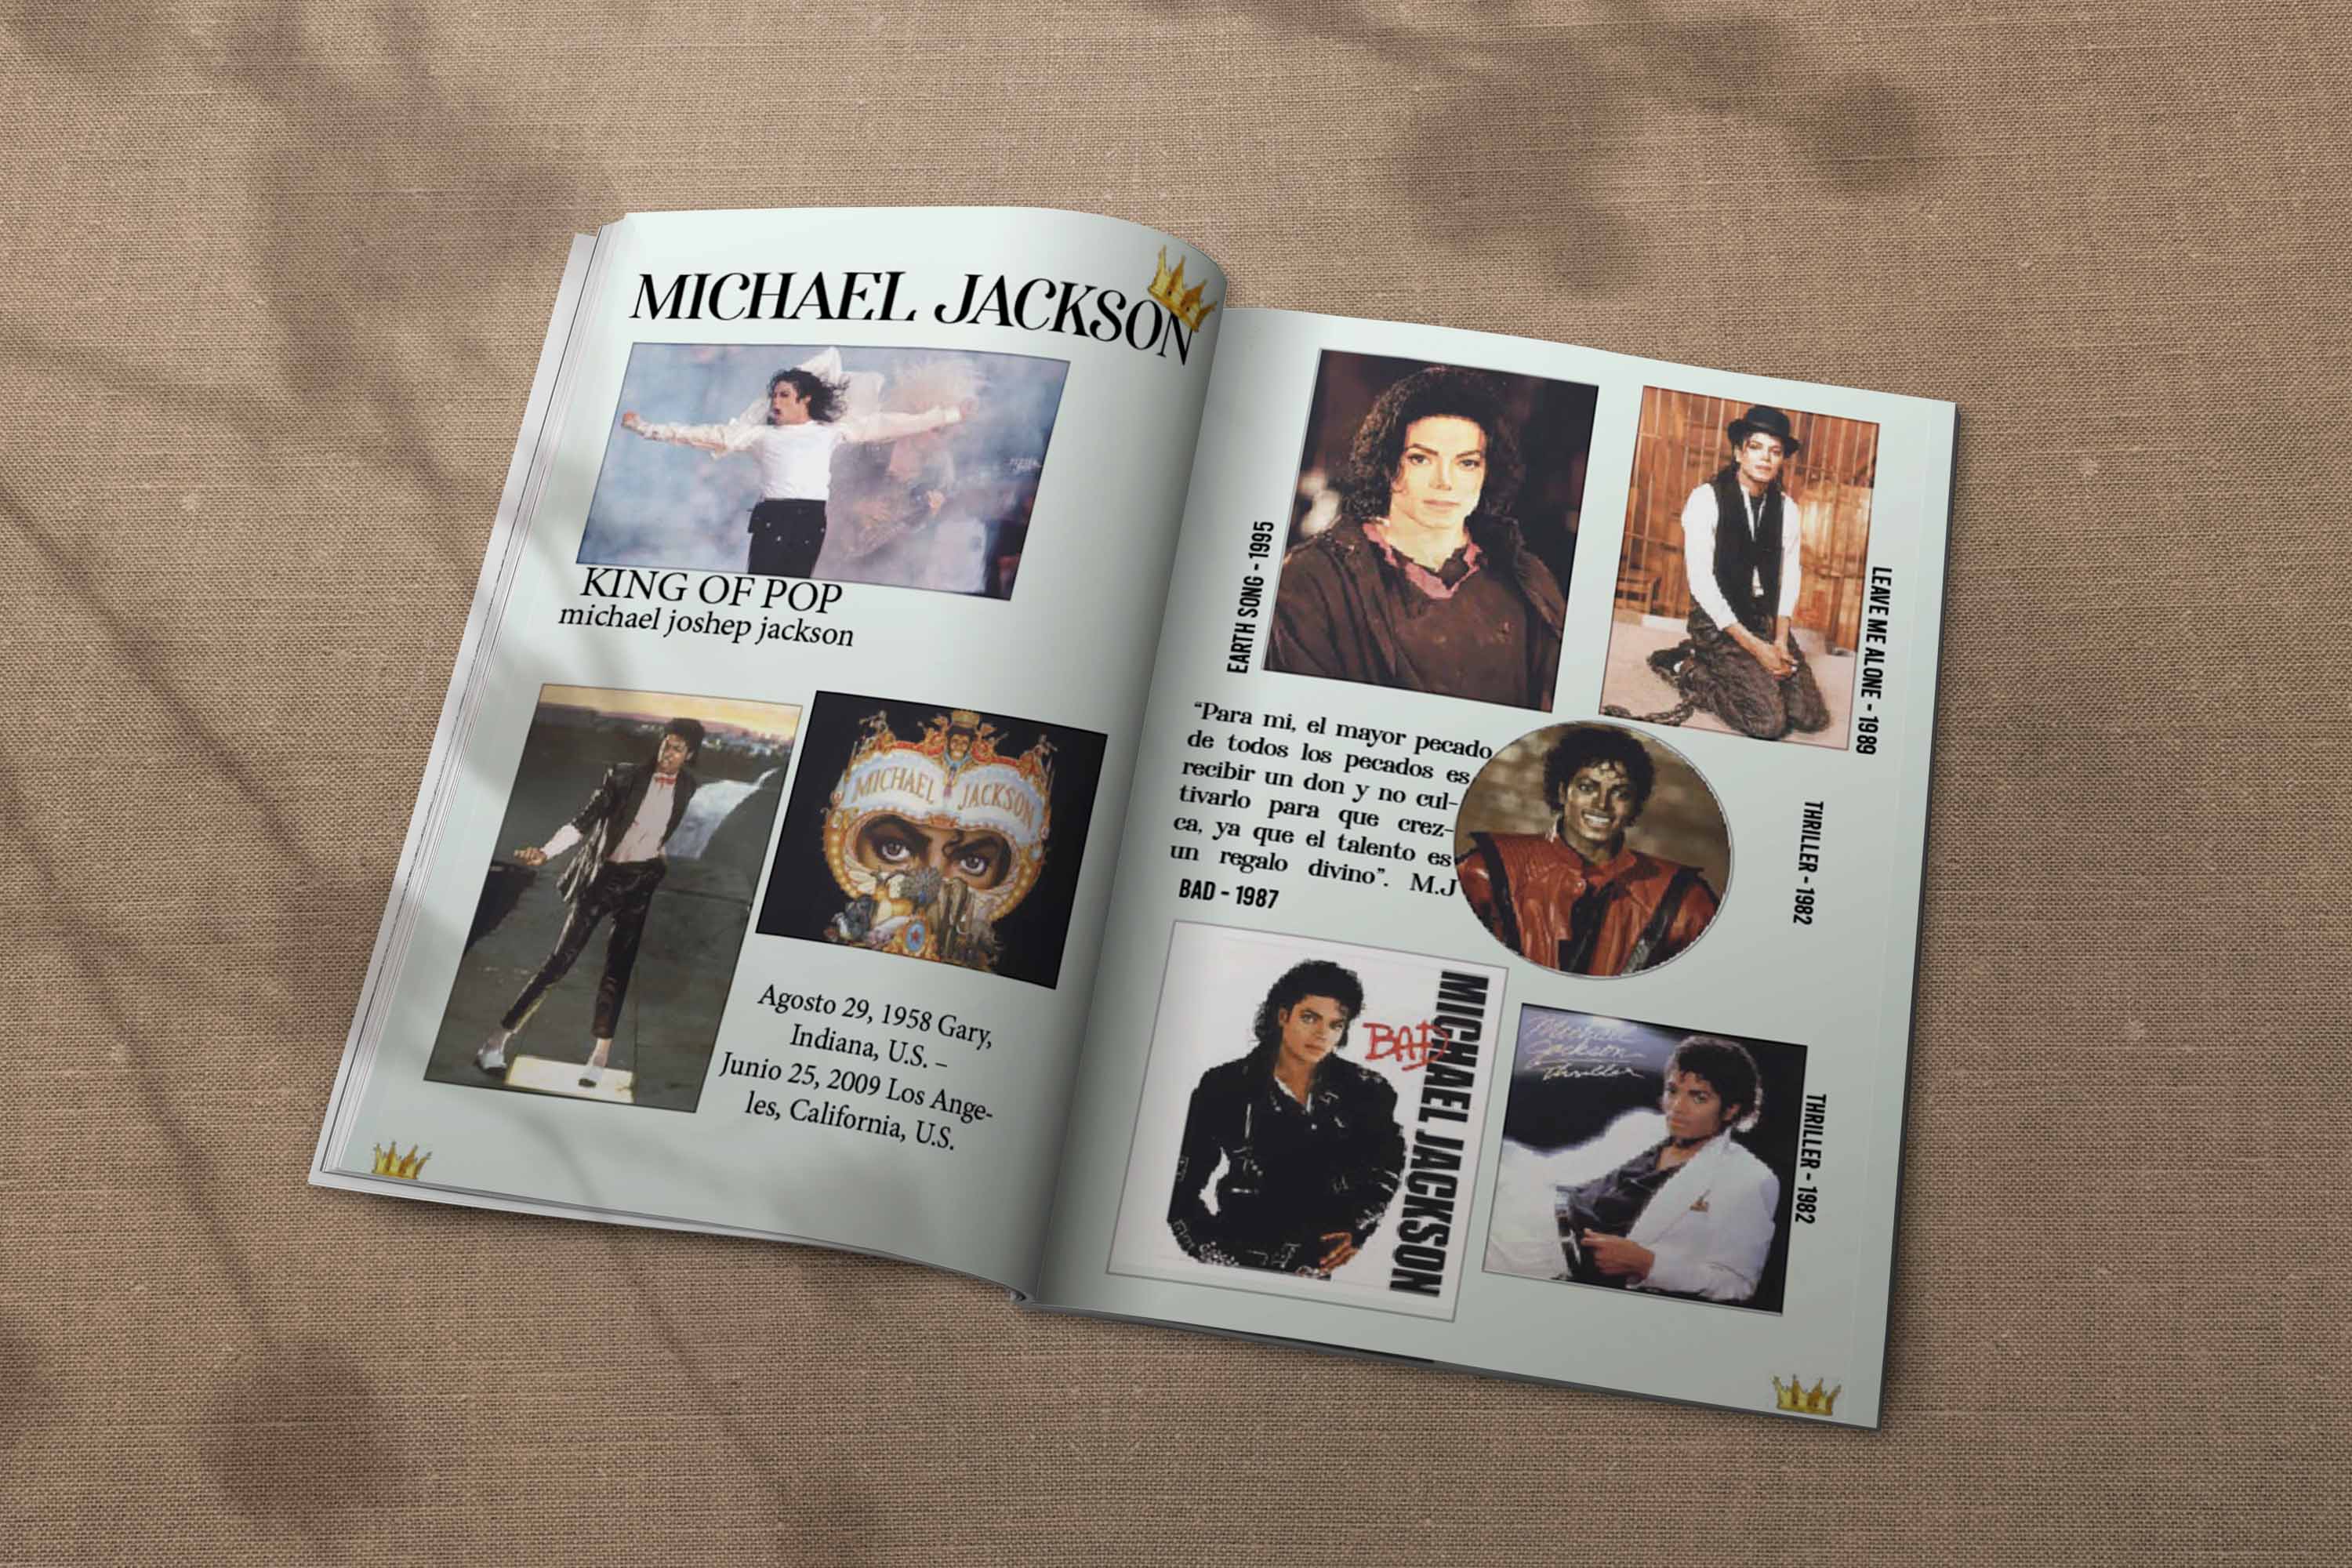 MICHAEL JACKSON
KING OF POP
michael joshep jackson
MICHAEL JACKSON
Agosto 29, 1958 Gary,
Indiana, U.S. –
Junio 25, 2009 Los Ange-
les, California, U.S.
EARTH SONG - 1995
LEAVE ME ALONE - 1989
“Para mi, el mayor pecado
de todos los pecados es
recibir un don y no cul-
tivarlo para que crez-
ca, ya que el talento es
un regalo divino”. M.J
THRILLER - 1982
BAD - 1987
BAD
MICHAEL JACKSON
Michael
Jackson
Thriller
THRILLER - 1982